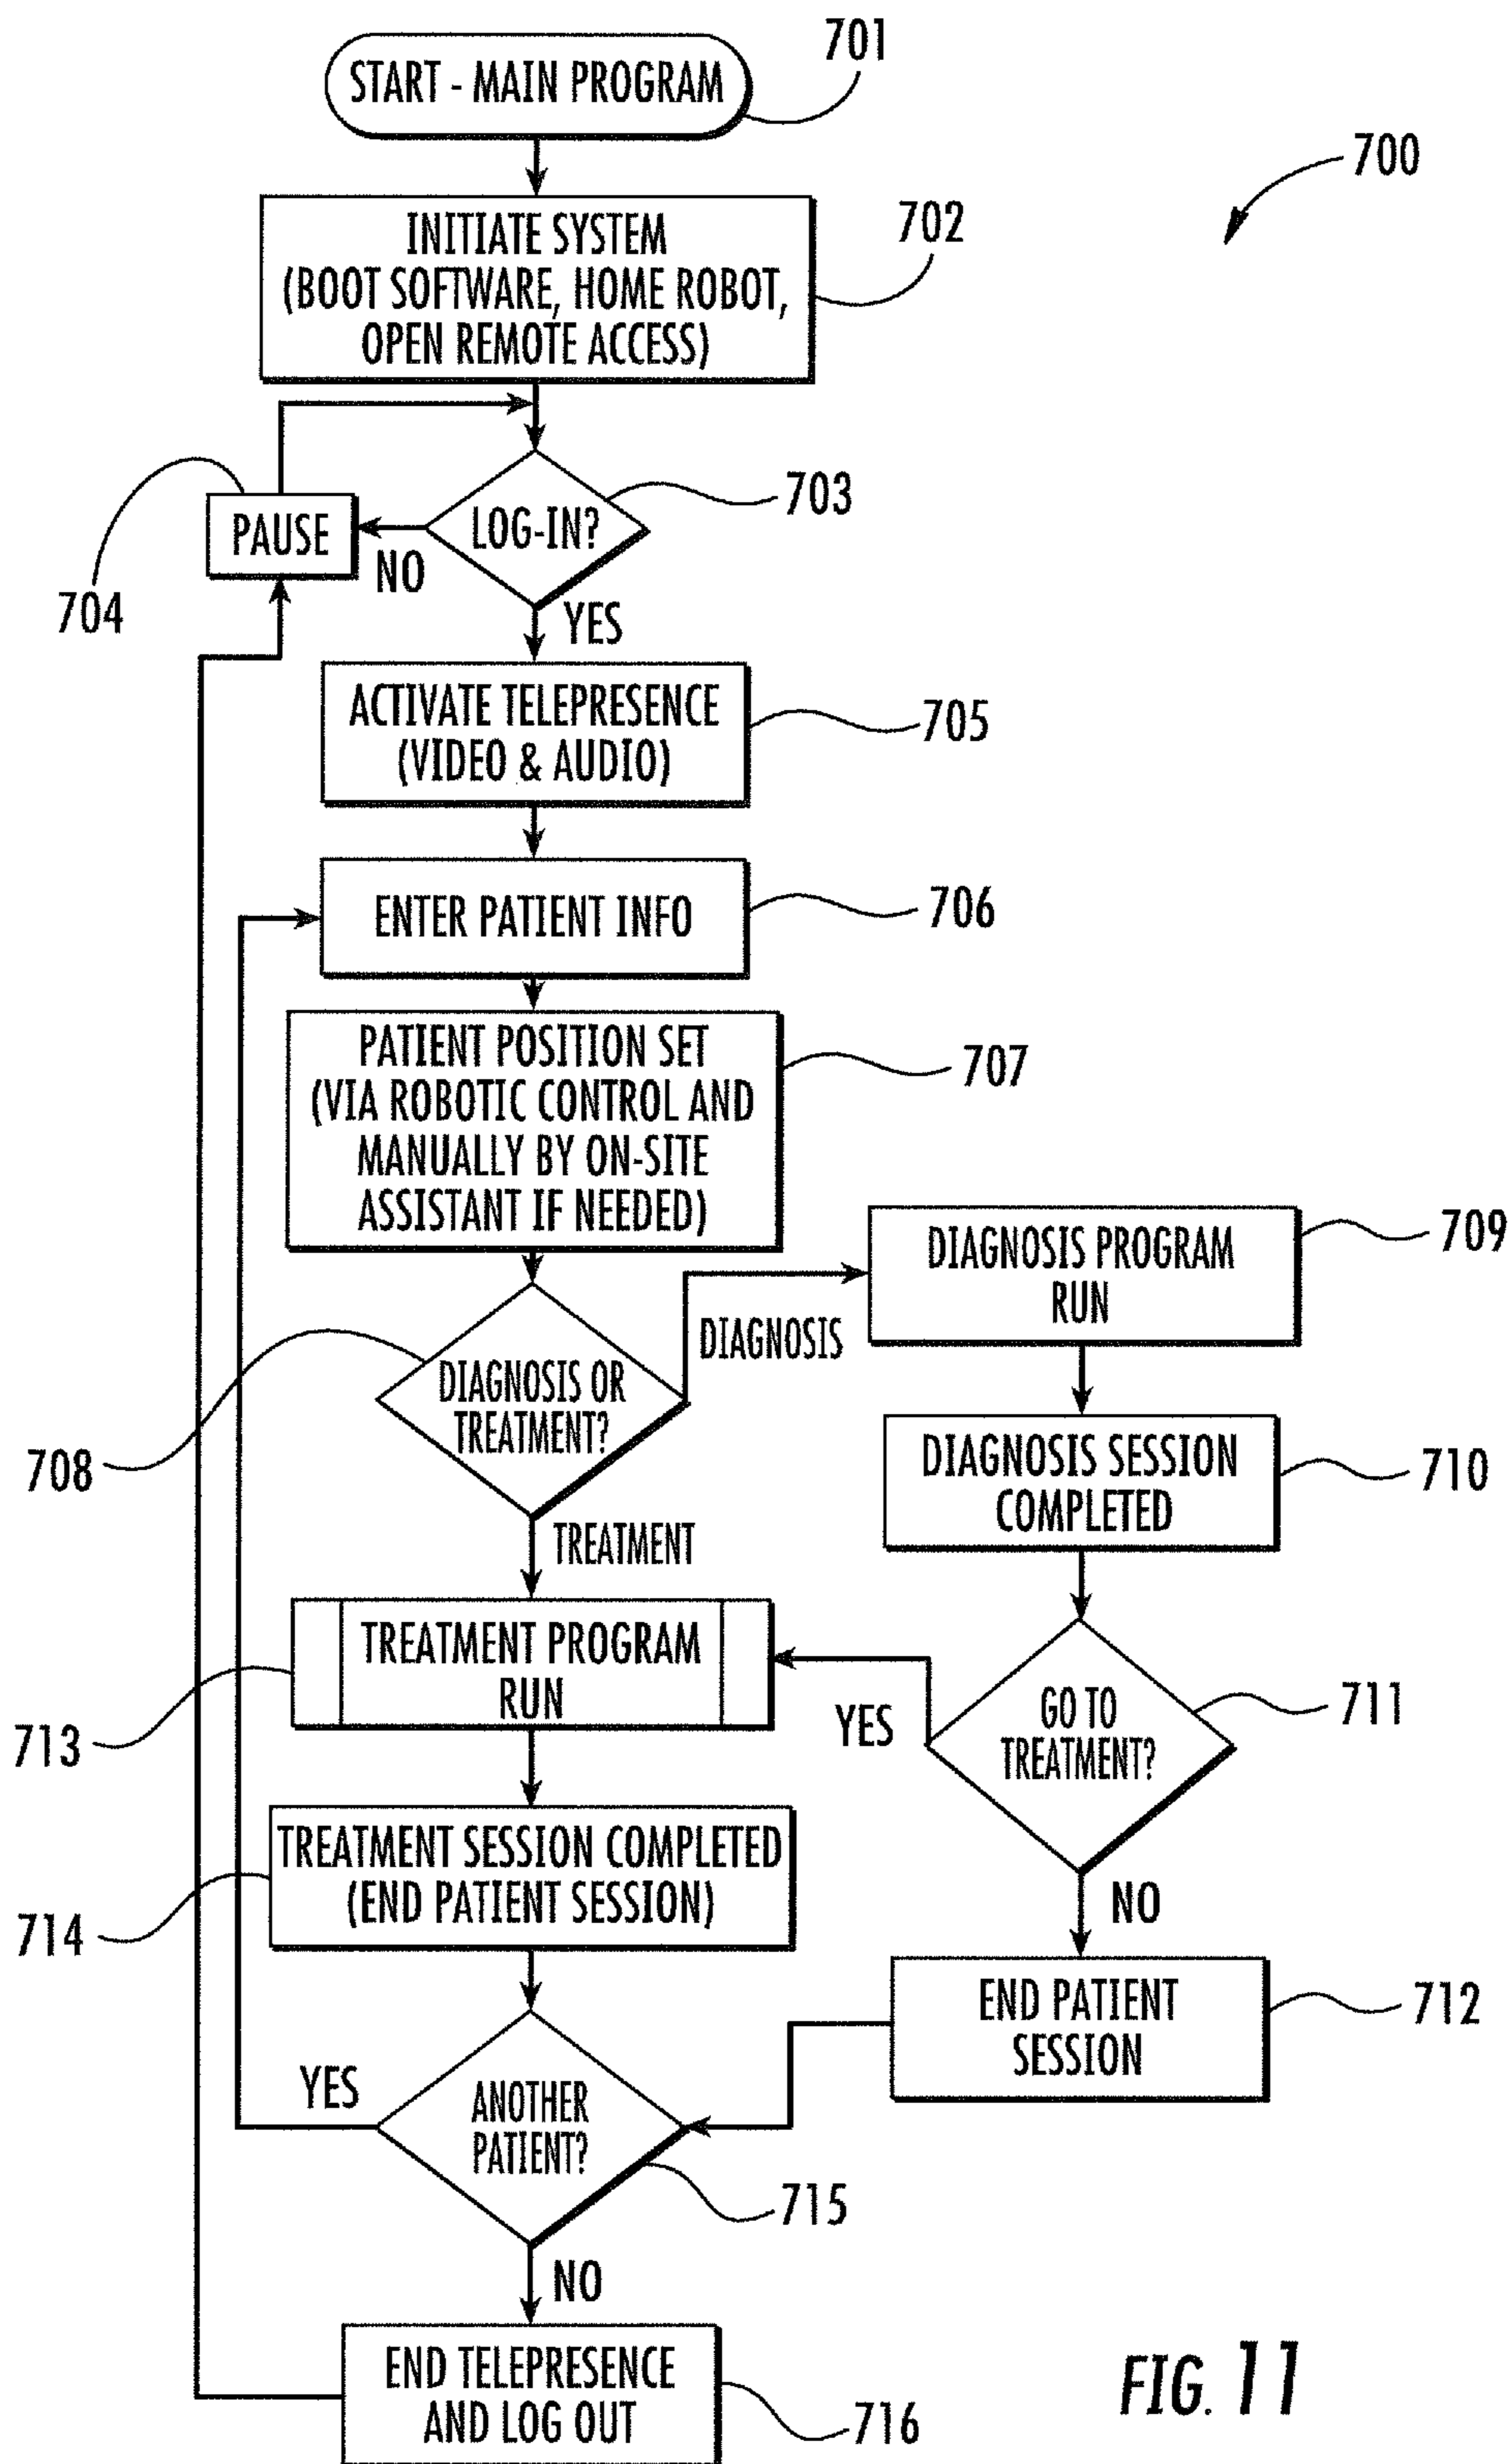 701
START - MAIN PROGRAM
700
702
INITIATE SYSTEM
(BOOT SOFTWARE, HOME ROBOT,
OPEN REMOTE ACCESS)
703
LOG-IN?
PAUSE
NO
704
YES
ACTIVATE TELEPRESENCE
(VIDEO & AUDIO)
705
ENTER PATIENT INFO
706
PATIENT POSITION SET
(VIA ROBOTIC CONTROL AND
MANUALLY BY ON-SITE
ASSISTANT IF NEEDED)
707
709
DIAGNOSIS PROGRAM
RUN
DIAGNOSIS
DIAGNOSIS OR
TREATMENT?
708
DIAGNOSIS SESSION
COMPLETED
710
TREATMENT
TREATMENT PROGRAM
RUN
713
YES
GO TO
TREATMENT?
711
TREATMENT SESSION COMPLETED
(END PATIENT SESSION)
714
NO
END PATIENT
SESSION
712
YES
ANOTHER
PATIENT?
715
NO
END TELEPRESENCE
AND LOG OUT
716
FIG. 11